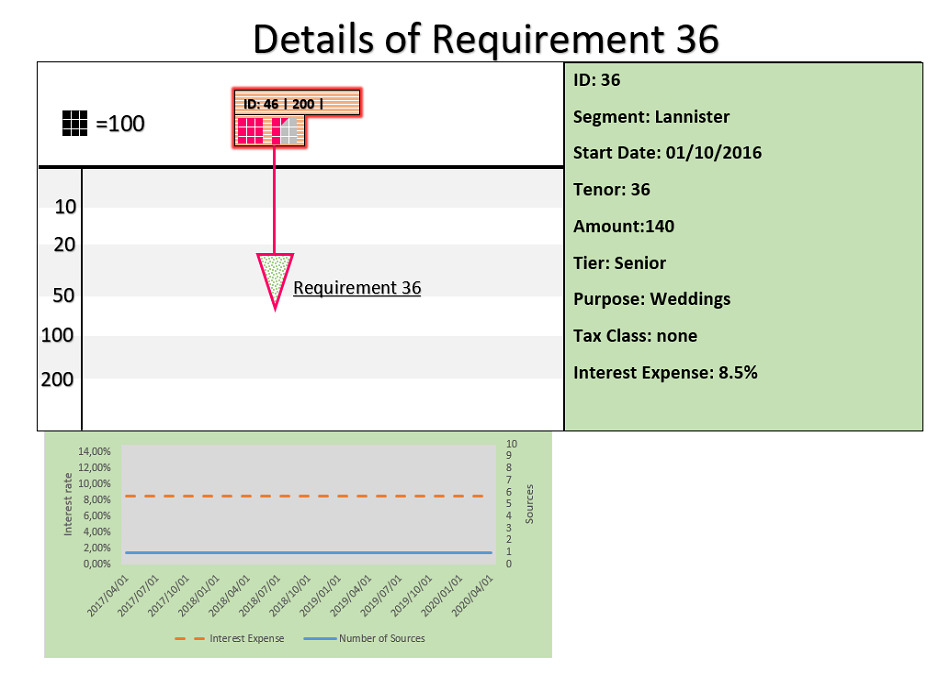 Details of Requirement 36
=100
ID: 46 | 200 |
10
20
50
100
200
Requirement 36
ID: 36
Segment: Lannister
Start Date: 01/10/2016
Tenor: 36
Amount:140
Tier: Senior
Purpose: Weddings
Tax Class: none
Interest Expense: 8.5%
Interest rate
14,00%
12,00%
10,00%
8,00%
6,00%
4,00%
2,00%
0,00%
10
9
8
7
6
5
4
3
2
1
0
Sources
2017/04/01
2017/07/01
2017/10/01
2018/01/01
2018/04/01
2018/07/01
2018/10/01
2019/01/01
2019/04/01
2019/07/01
2019/10/01
2020/01/01
2020/04/01
Interest Expense
Number of Sources